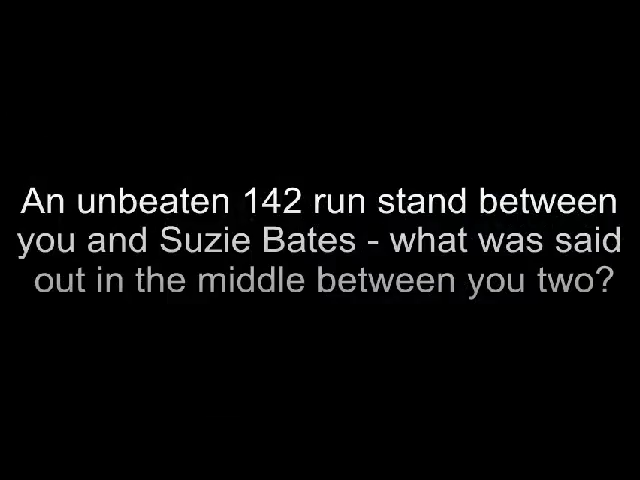 An unbeaten 142 run stand between
you and Suzie Bates - what was said
out in the middle between you two?